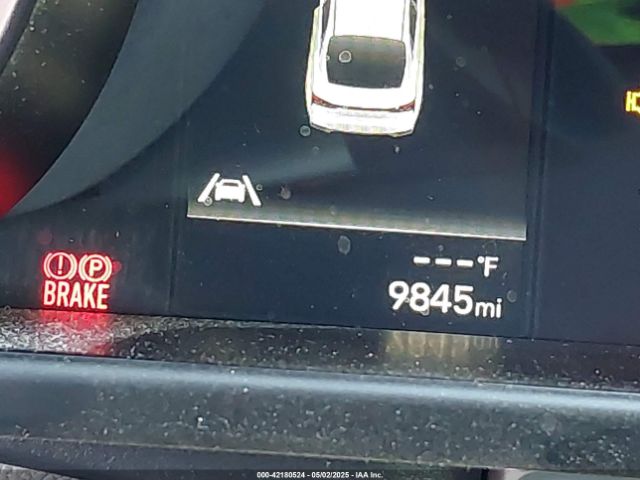 ---°F
9845mi
(!) (P)
BRAKE
000-42180524 - 05/02/2025 - IAA Inc.